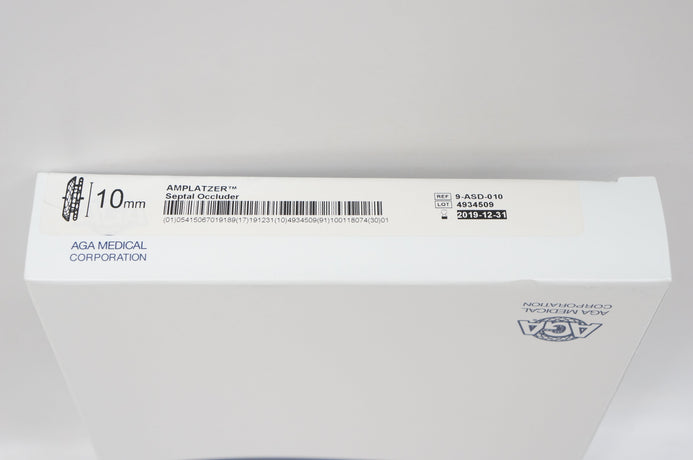 10mm
AMPLATZER™
Septal Occluder
(01)05415067019189(17)191231(10)4934509(91)100118074(30)01
REF 9-ASD-010
LOT 4934509
2019-12-31
AGA MEDICAL
CORPORATION
AGA MEDICAL
CORPORATION
AGA